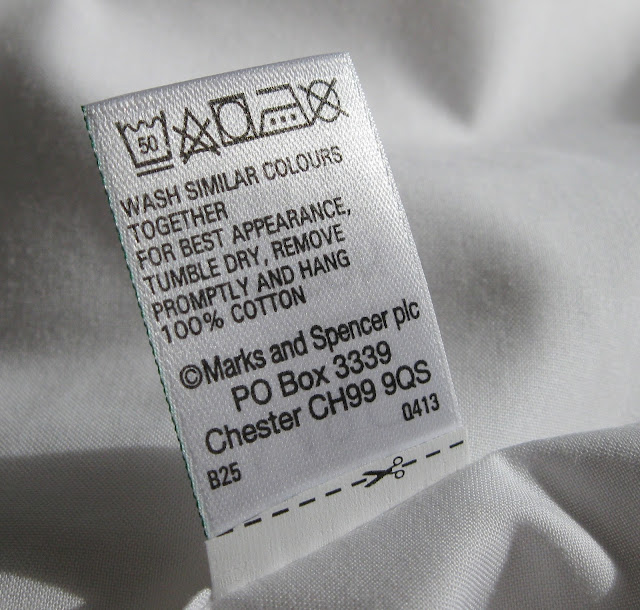 50
WASH SIMILAR COLOURS
TOGETHER
FOR BEST APPEARANCE,
TUMBLE DRY, REMOVE
PROMPTLY AND HANG
100% COTTON
©Marks and Spencer plc
PO Box 3339
Chester CH99 9QS
B25 0413